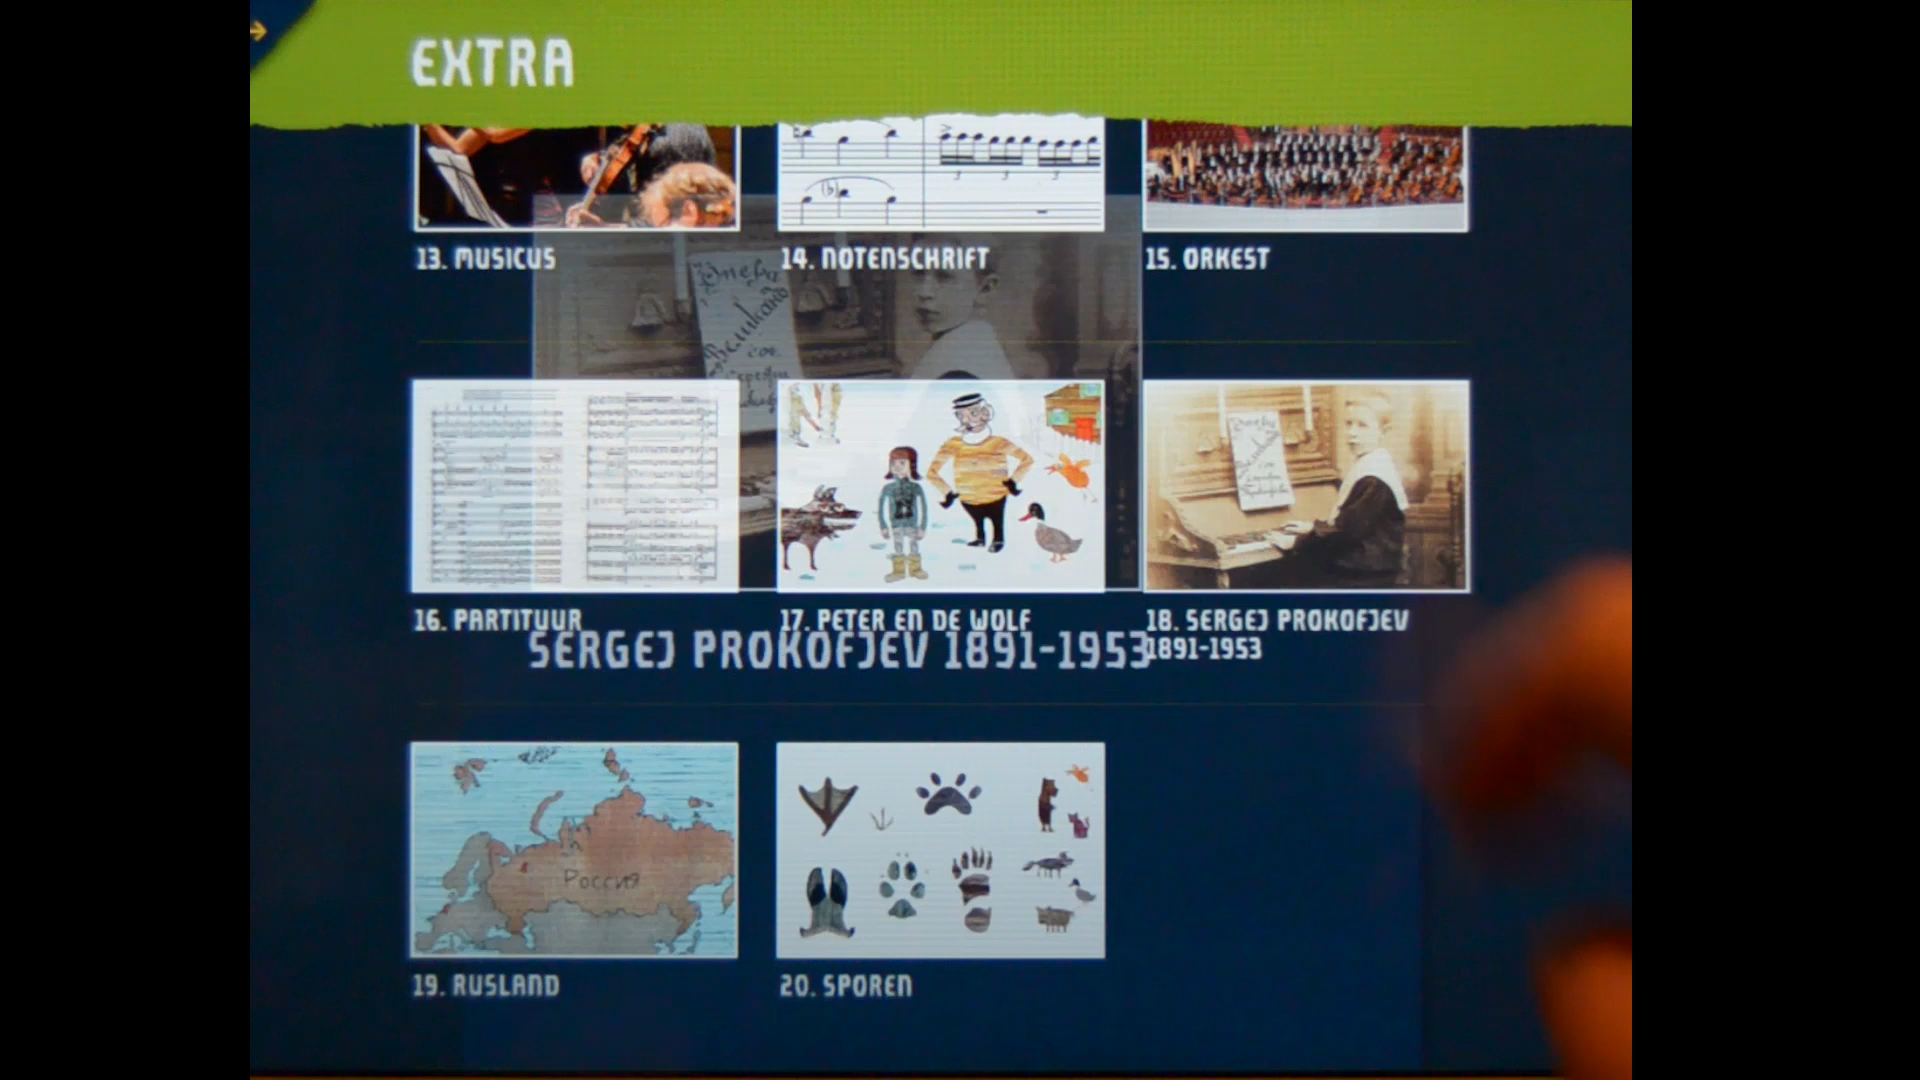 EXTRA
13. MUSICUS
14. NOTENSCHRIFT
15. ORKEST
16. PARTITUUR
17. PETER EN DE WOLF
18. SERGEJ PROKOFJEV
1891-1953
SERGEJ PROKOFJEV 1891-1953
Россия
19. RUSLAND
20. SPOREN